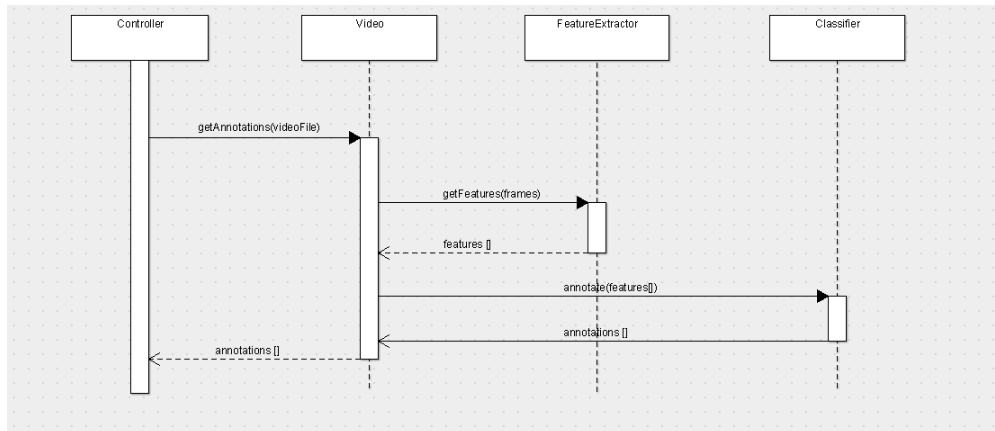 Controller
Video
FeatureExtractor
Classifier
getAnnotations(videoFile)
getFeatures(frames)
features []
annotate(features[])
annotations []
annotations []